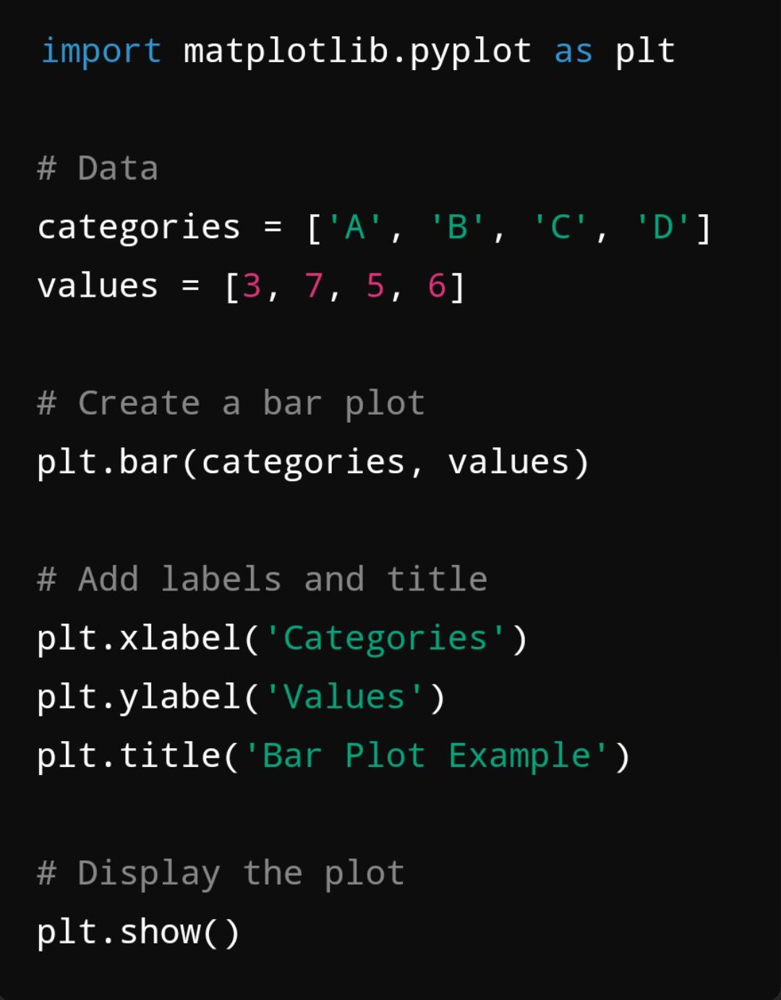 import matplotlib.pyplot as plt
# Data
categories = ['A', 'B', 'C', 'D']
values = [3, 7, 5, 6]
# Create a bar plot
plt.bar(categories, values)
# Add labels and title
plt.xlabel('Categories')
plt.ylabel('Values')
plt.title('Bar Plot Example')
# Display the plot
plt.show()